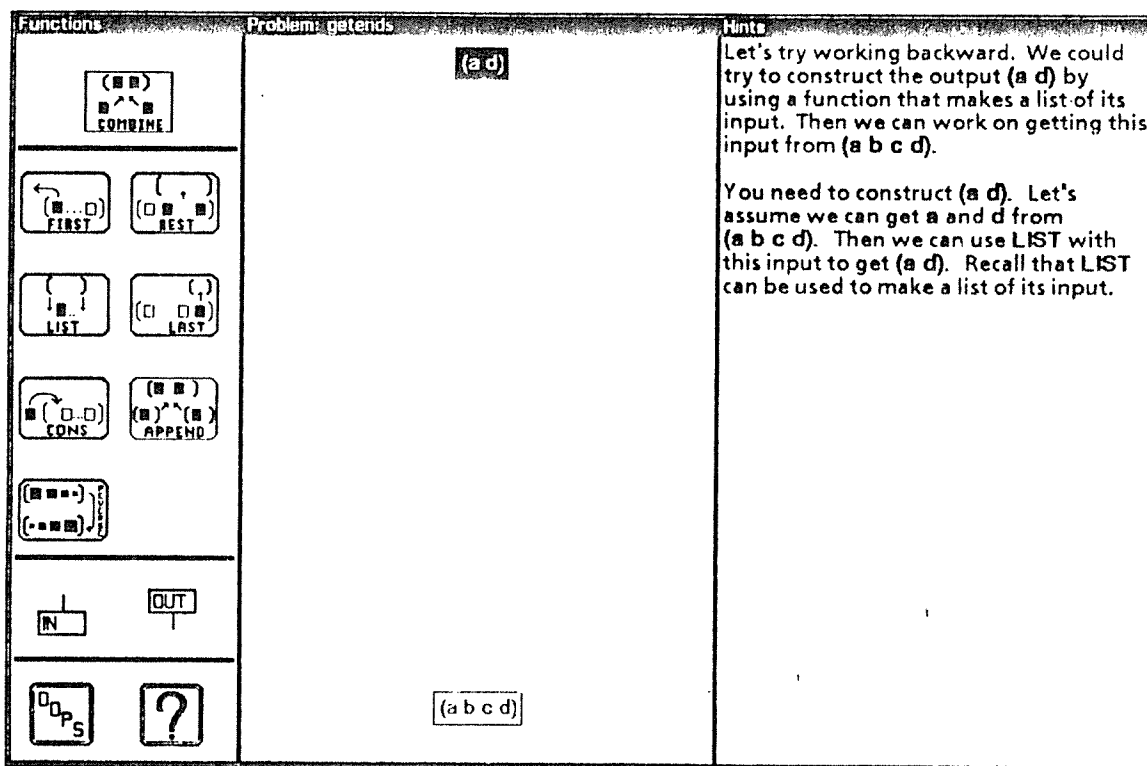 Functions
Problem: getends
Hints
COMBINE
FIRST
REST
LIST
LAST
CONS
APPEND
REVERSE
IN
OUT
OOPS
?
(a d)
(a b c d)
Let's try working backward. We could
try to construct the output (a d) by
using a function that makes a list of its
input. Then we can work on getting this
input from (a b c d).
You need to construct (a d). Let's
assume we can get a and d from
(a b c d). Then we can use LIST with
this input to get (a d). Recall that LIST
can be used to make a list of its input.